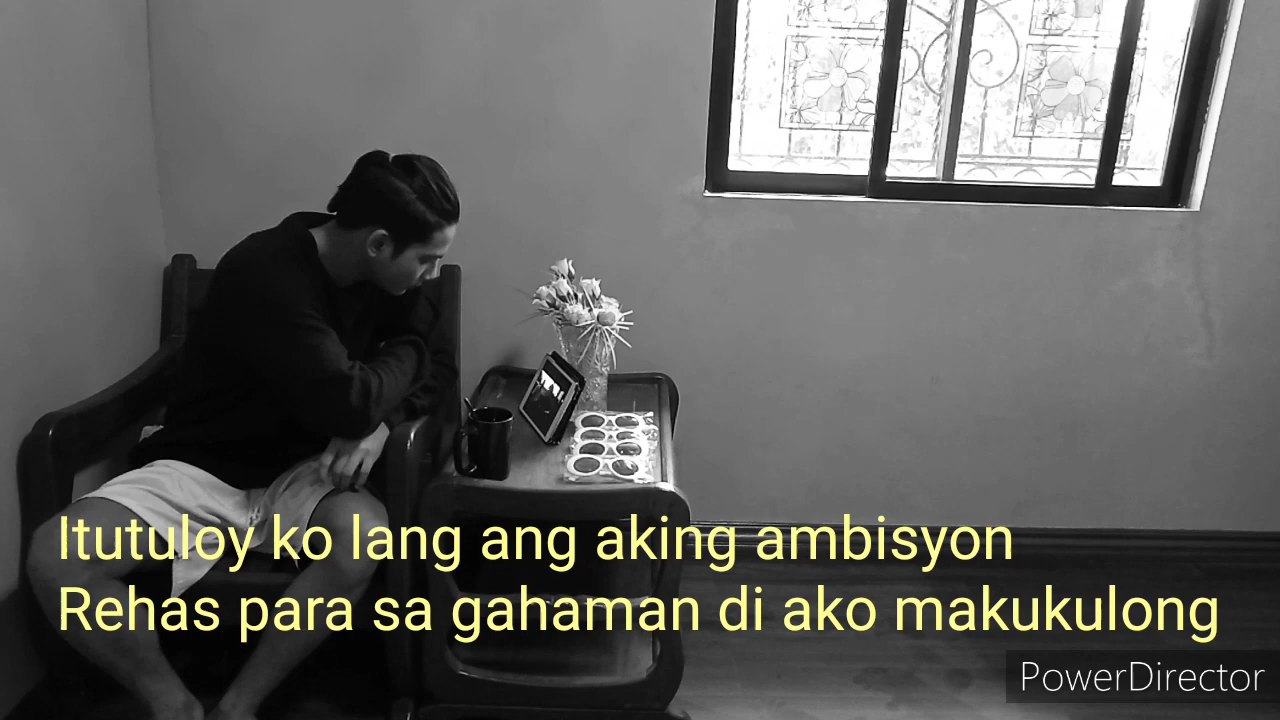 Itutuloy ko lang ang aking ambisyon
Rehas para sa gahaman di ako makukulong
PowerDirector